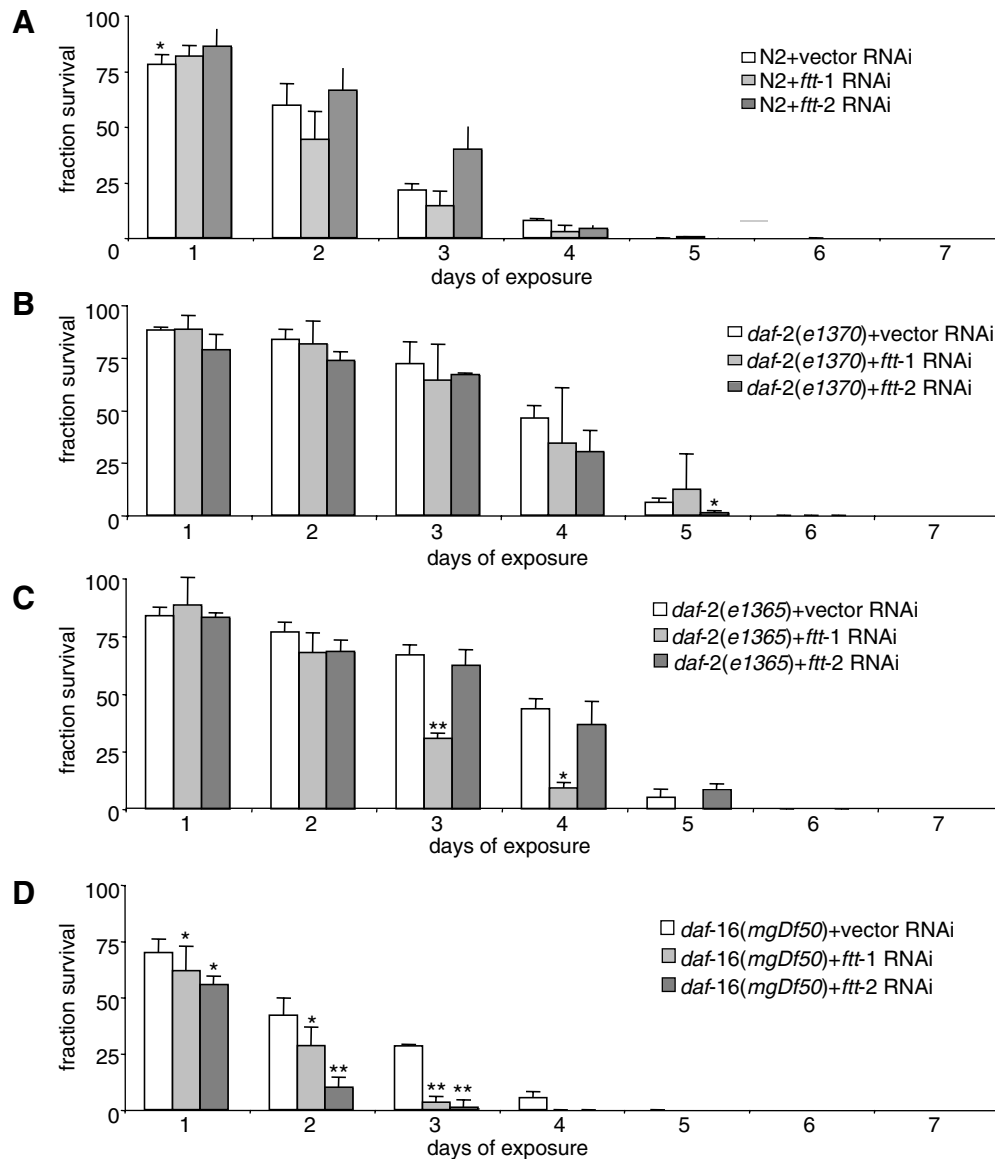 A
100
75
50
25
0
fraction survival
*
N2+vector RNAi
N2+ftt-1 RNAi
N2+ftt-2 RNAi
1 2 3 4 5 6 7
days of exposure
B
100
75
50
25
0
fraction survival
daf-2(e1370)+vector RNAi
daf-2(e1370)+ftt-1 RNAi
daf-2(e1370)+ftt-2 RNAi
*
1 2 3 4 5 6 7
days of exposure
C
100
75
50
25
0
fraction survival
daf-2(e1365)+vector RNAi
daf-2(e1365)+ftt-1 RNAi
daf-2(e1365)+ftt-2 RNAi
**
*
1 2 3 4 5 6 7
days of exposure
D
100
75
50
25
0
fraction survival
daf-16(mgDf50)+vector RNAi
daf-16(mgDf50)+ftt-1 RNAi
daf-16(mgDf50)+ftt-2 RNAi
* *
* **
** **
1 2 3 4 5 6 7
days of exposure